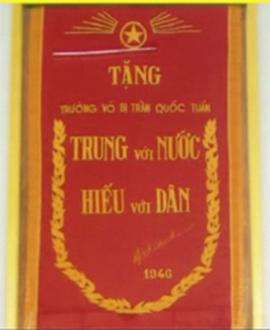 TẶNG
TRƯỜNG VÕ BỊ TRẦN QUỐC TUẤN
TRUNG VỚI NƯỚC
HIẾU VỚI DÂN
1946